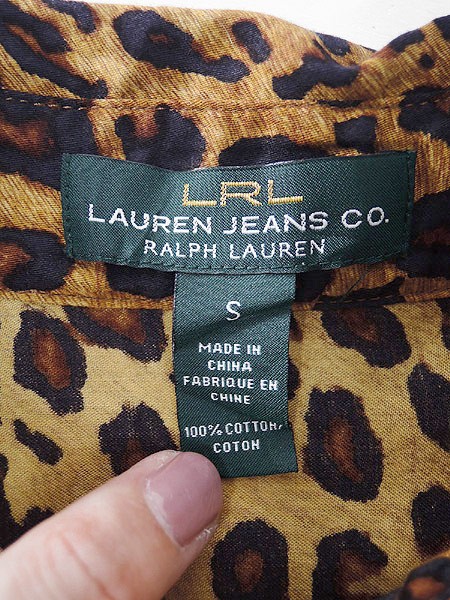 LRL
LAUREN JEANS CO.
RALPH LAUREN
S
MADE IN
CHINA
FABRIQUE EN
CHINE
100% COTTON/
COTON